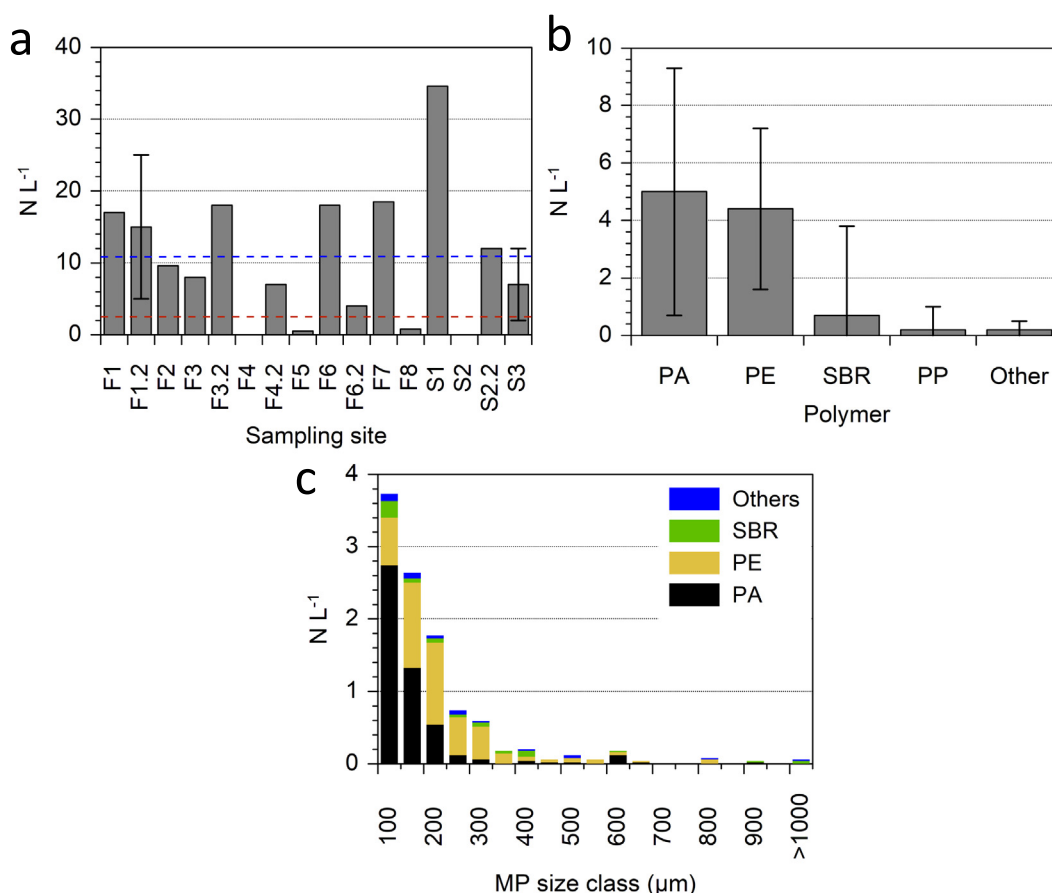 a
40
30
20
10
0
N L⁻¹
F1
F1.2
F2
F3
F3.2
F4
F4.2
F5
F6
F6.2
F7
F8
S1
S2
S2.2
S3
Sampling site
b
10
8
6
4
2
0
N L⁻¹
PA
PE
SBR
PP
Other
Polymer
c
4
3
2
1
0
N L⁻¹
Others
SBR
PE
PA
100
200
300
400
500
600
700
800
900
>1000
MP size class (µm)